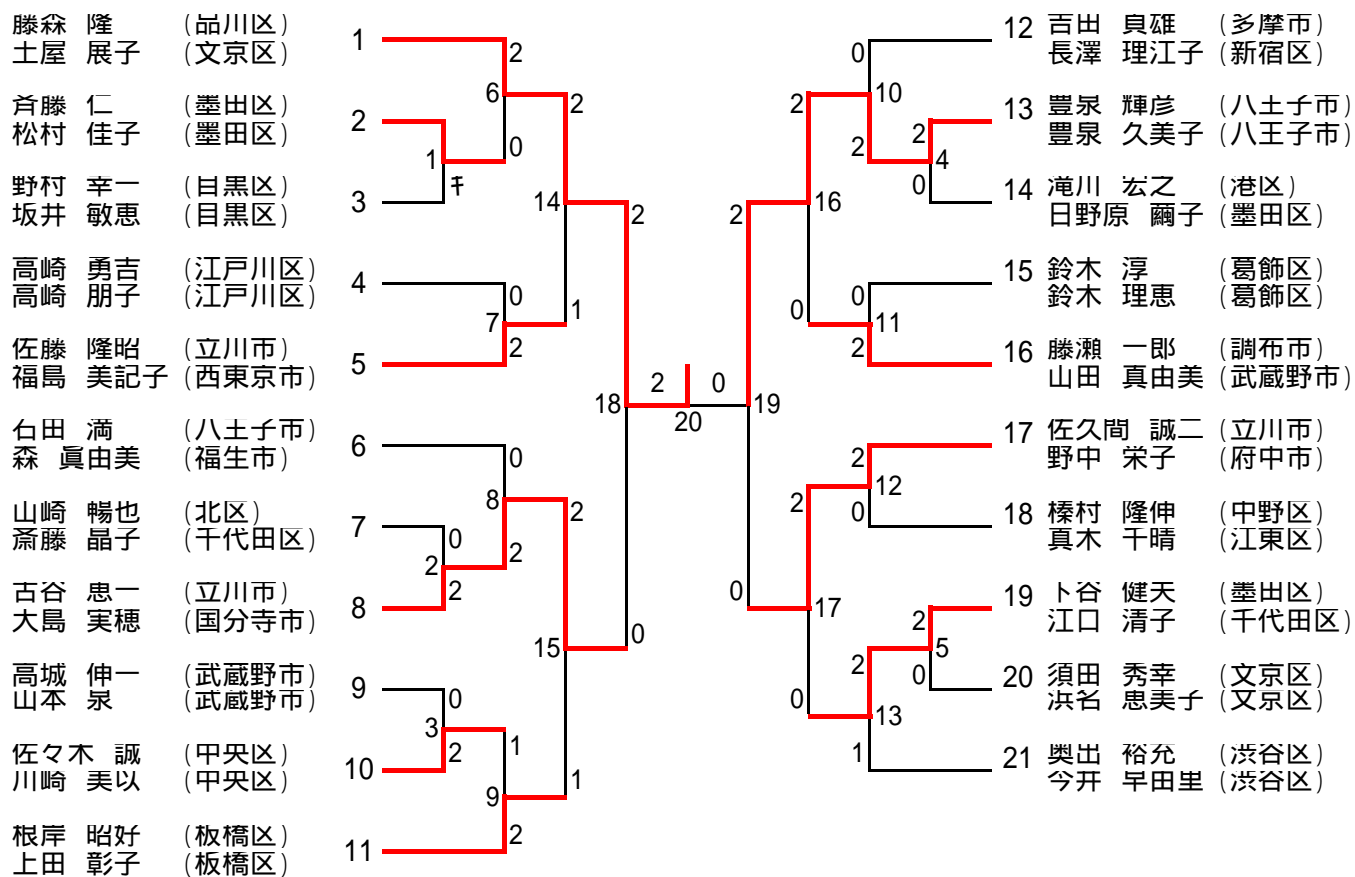 藤森 隆 (品川区)
土屋 展子 (文京区)
1
斉藤 仁 (墨田区)
松村 佳子 (墨田区)
2
野村 幸一 (目黒区)
坂井 敏恵 (目黒区)
3
高崎 勇吉 (江戸川区)
高崎 朋子 (江戸川区)
4
佐藤 隆昭 (立川市)
福島 美記子 (西東京市)
5
石田 満 (八王子市)
森 眞由美 (福生市)
6
山崎 暢也 (北区)
斎藤 晶子 (千代田区)
7
古谷 恵一 (立川市)
大島 実穂 (国分寺市)
8
高城 伸一 (武蔵野市)
山本 泉 (武蔵野市)
9
佐々木 誠 (中央区)
川崎 美以 (中央区)
10
根岸 昭好 (板橋区)
上田 彰子 (板橋区)
11
2
6
0
1
キ
2
14
1
0
7
2
2
18
0
0
8
2
0
2
2
2
15
1
0
3
2
1
9
2
2
0
20
0
10
2
2
4
0
2
16
0
0
11
2
2
19
0
2
12
0
2
17
0
2
5
0
2
13
1
12 吉田 真雄 (多摩市)
長澤 理江子 (新宿区)
13 豊泉 輝彦 (八王子市)
豊泉 久美子 (八王子市)
14 滝川 宏之 (港区)
日野原 繭子 (墨田区)
15 鈴木 淳 (葛飾区)
鈴木 理恵 (葛飾区)
16 藤瀬 一郎 (調布市)
山田 真由美 (武蔵野市)
17 佐久間 誠二 (立川市)
野中 栄子 (府中市)
18 榛村 隆伸 (中野区)
真木 千晴 (江東区)
19 下谷 健天 (墨田区)
江口 清子 (千代田区)
20 須田 秀幸 (文京区)
浜名 恵美子 (文京区)
21 奥出 裕充 (渋谷区)
今井 早田里 (渋谷区)